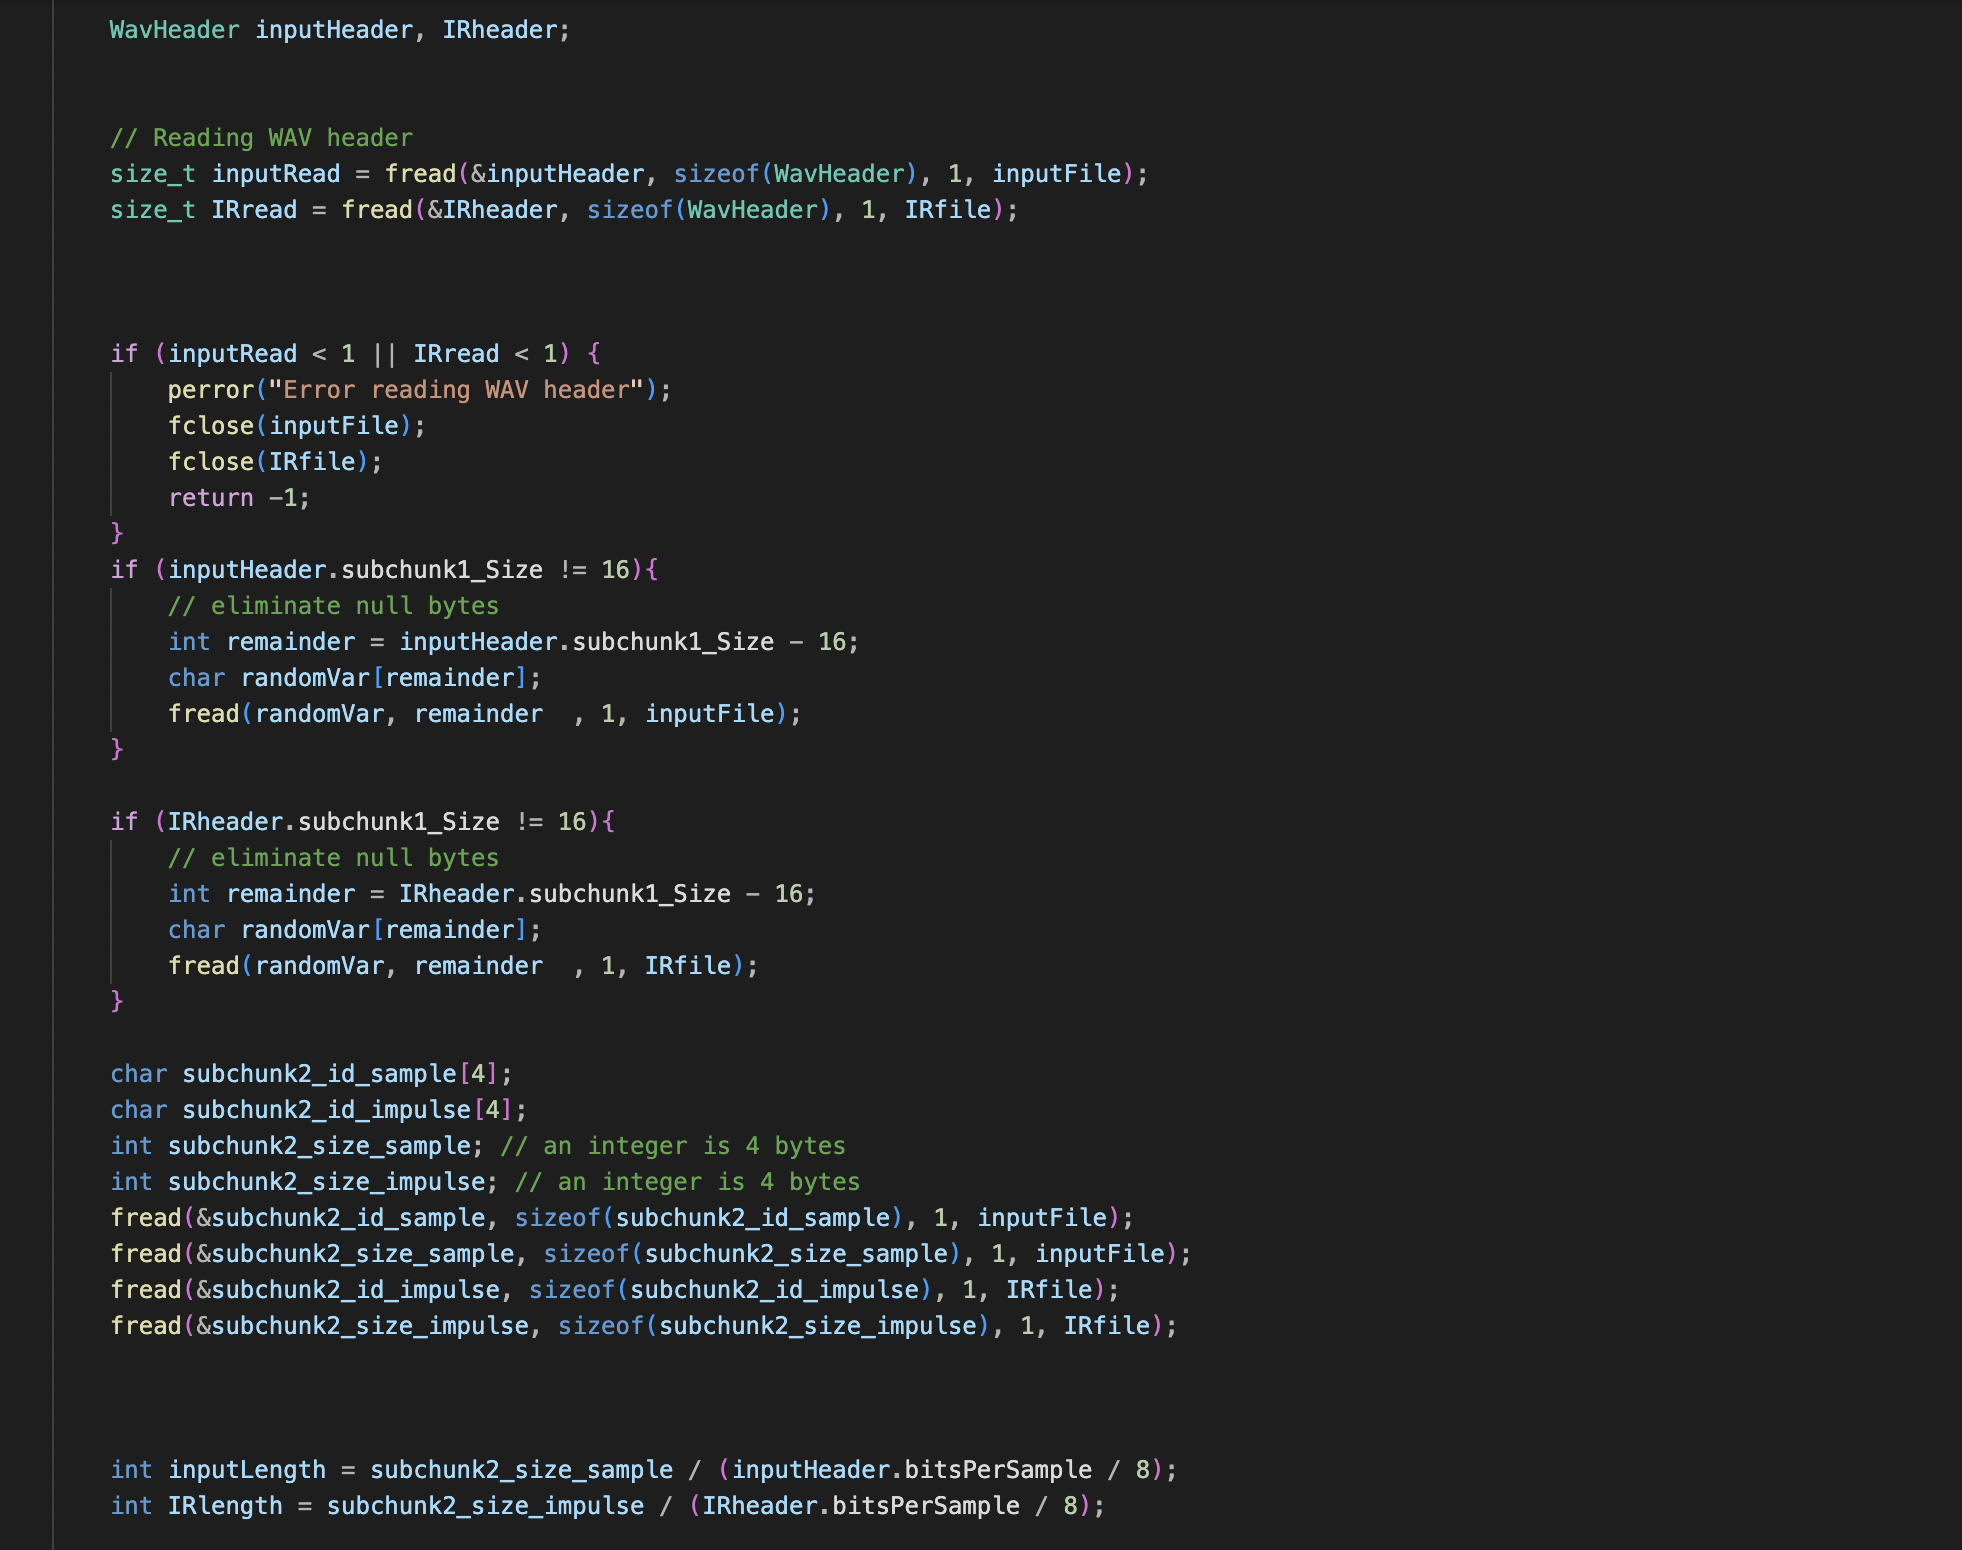 WavHeader inputHeader, IRheader;
// Reading WAV header
size_t inputRead = fread(&inputHeader, sizeof(WavHeader), 1, inputFile);
size_t IRread = fread(&IRheader, sizeof(WavHeader), 1, IRfile);
if (inputRead < 1 || IRread < 1) {
perror("Error reading WAV header");
fclose(inputFile);
fclose(IRfile);
return -1;
}
if (inputHeader.subchunk1_Size != 16){
// eliminate null bytes
int remainder = inputHeader.subchunk1_Size - 16;
char randomVar[remainder];
fread(randomVar, remainder  , 1, inputFile);
}
if (IRheader.subchunk1_Size != 16){
// eliminate null bytes
int remainder = IRheader.subchunk1_Size - 16;
char randomVar[remainder];
fread(randomVar, remainder  , 1, IRfile);
}
char subchunk2_id_sample[4];
char subchunk2_id_impulse[4];
int subchunk2_size_sample; // an integer is 4 bytes
int subchunk2_size_impulse; // an integer is 4 bytes
fread(&subchunk2_id_sample, sizeof(subchunk2_id_sample), 1, inputFile);
fread(&subchunk2_size_sample, sizeof(subchunk2_size_sample), 1, inputFile);
fread(&subchunk2_id_impulse, sizeof(subchunk2_id_impulse), 1, IRfile);
fread(&subchunk2_size_impulse, sizeof(subchunk2_size_impulse), 1, IRfile);
int inputLength = subchunk2_size_sample / (inputHeader.bitsPerSample / 8);
int IRlength = subchunk2_size_impulse / (IRheader.bitsPerSample / 8);